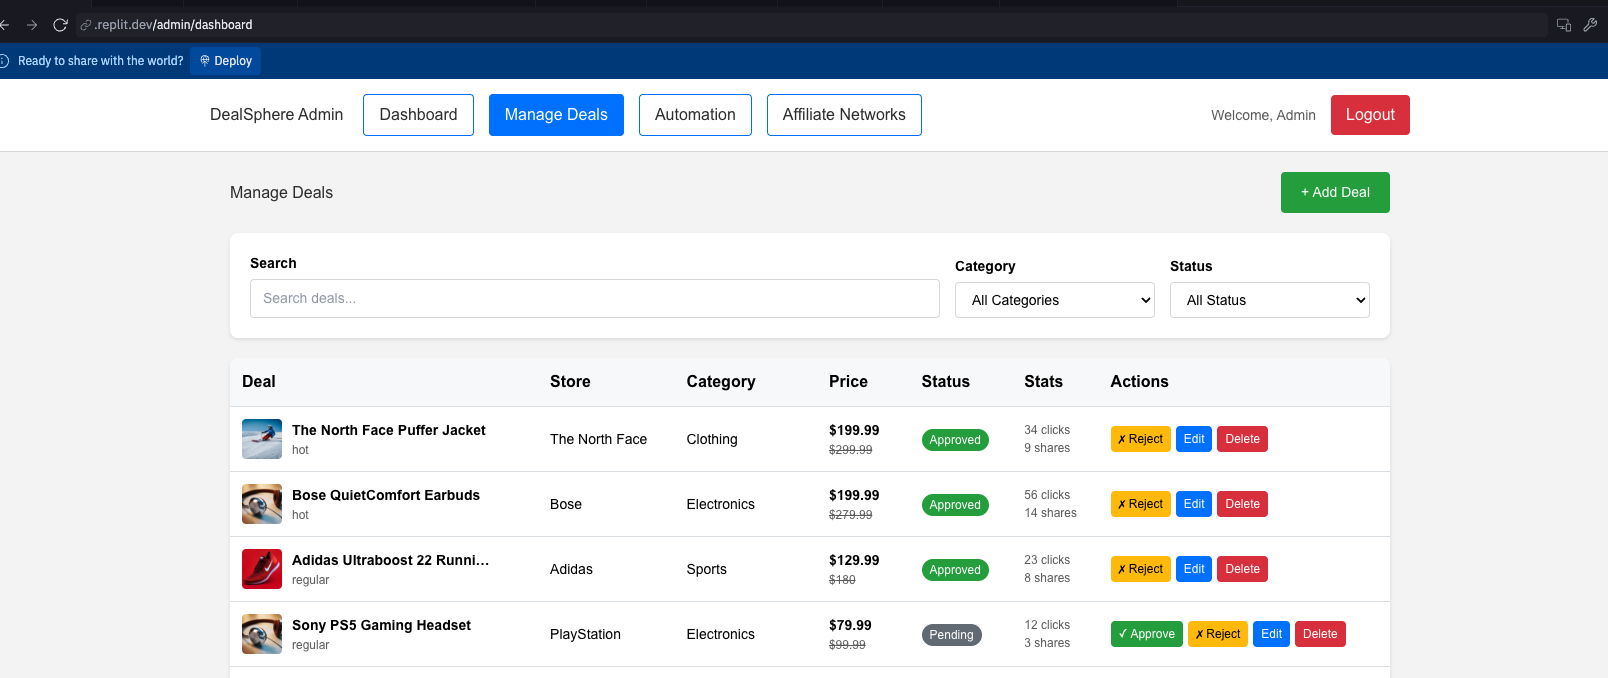 .replit.dev/admin/dashboard
Ready to share with the world? Deploy
DealSphere Admin Dashboard Manage Deals Automation Affiliate Networks Welcome, Admin Logout
Manage Deals + Add Deal
Search Category Status
Search deals... All Categories All Status
Deal Store Category Price Status Stats Actions
The North Face Puffer Jacket
hot
The North Face Clothing
$199.99
$299.99
Approved
34 clicks
9 shares
✗ Reject Edit Delete
Bose QuietComfort Earbuds
hot
Bose Electronics
$199.99
$279.99
Approved
56 clicks
14 shares
✗ Reject Edit Delete
Adidas Ultraboost 22 Runni...
regular
Adidas Sports
$129.99
$180
Approved
23 clicks
8 shares
✗ Reject Edit Delete
Sony PS5 Gaming Headset
regular
PlayStation Electronics
$79.99
$99.99
Pending
12 clicks
3 shares
✓ Approve ✗ Reject Edit Delete